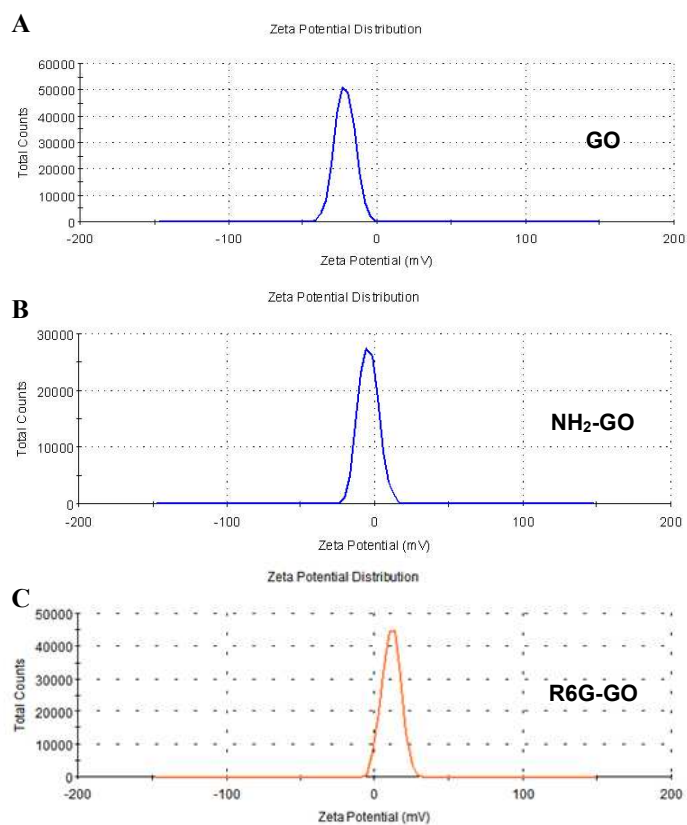 A
Zeta Potential Distribution
60000
50000
40000
30000
20000
10000
0
Total Counts
GO
-200 -100 0 100 200
Zeta Potential (mV)
B
Zeta Potential Distribution
30000
20000
10000
0
Total Counts
NH₂-GO
-200 -100 0 100 200
Zeta Potential (mV)
C
Zeta Potential Distribution
50000
40000
30000
20000
10000
0
Total Counts
R6G-GO
-200 -100 0 100 200
Zeta Potential (mV)